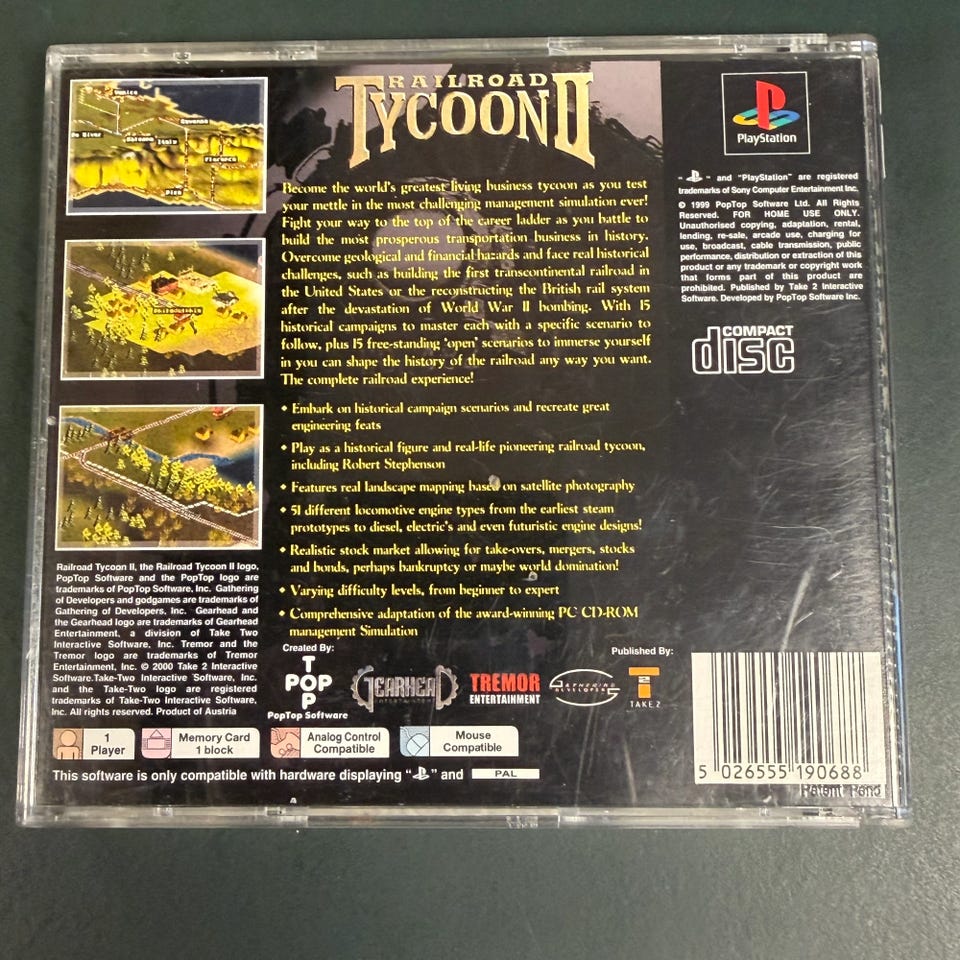 RAILROAD
TYCOON II
Become the world's greatest living business tycoon as you test
your mettle in the most challenging management simulation ever!
Fight your way to the top of the career ladder as you battle to
build the most prosperous transportation business in history.
Overcome geological and financial hazards and face real historical
challenges, such as building the first transcontinental railroad in
the United States or the reconstructing the British rail system
after the devastation of World War II bombing. With 15
historical campaigns to master each with a specific scenario to
follow, plus 15 free-standing 'open' scenarios to immerse yourself
in you can shape the history of the railroad any way you want.
The complete railroad experience!
• Embark on historical campaign scenarios and recreate great
engineering feats
• Play as a historical figure and real-life pioneering railroad tycoon,
including Robert Stephenson
• Features real landscape mapping based on satellite photography
• 51 different locomotive engine types from the earliest steam
prototypes to diesel, electric's and even futuristic engine designs!
• Realistic stock market allowing for take-overs, mergers, stocks
and bonds, perhaps bankruptcy or maybe world domination!
• Varying difficulty levels, from beginner to expert
• Comprehensive adaptation of the award-winning PC CD-ROM
management Simulation
Venice
Ravenna
Italy
Florence
Pisa
Philadelphia
PlayStation
" " and "PlayStation" are registered
trademarks of Sony Computer Entertainment Inc.
© 1999 PopTop Software Ltd. All Rights
Reserved. FOR HOME USE ONLY.
Unauthorised copying, adaptation, rental,
lending, re-sale, arcade use, charging for
use, broadcast, cable transmission, public
performance, distribution or extraction of this
product or any trademark or copyright work
that forms part of this product are
prohibited. Published by Take 2 Interactive
Software. Developed by PopTop Software Inc.
COMPACT
disc
Railroad Tycoon II, the Railroad Tycoon II logo,
PopTop Software and the PopTop logo are
trademarks of PopTop Software, Inc. Gathering
of Developers and godgames are trademarks of
Gathering of Developers, Inc. Gearhead and
the Gearhead logo are trademarks of Gearhead
Entertainment, a division of Take Two
Interactive Software, Inc. Tremor and the
Tremor logo are trademarks of Tremor
Entertainment, Inc. © 2000 Take 2 Interactive
Software.Take-Two Interactive Software, Inc.
and the Take-Two logo are registered
trademarks of Take-Two Interactive Software,
Inc. All rights reserved. Product of Austria
Created By:
TOP
POP
PopTop Software
GEARHEAD
ENTERTAINMENT
TREMOR
ENTERTAINMENT
GATHERING
DEVELOPERS
Published By:
T2
TAKE 2
1
Player
Memory Card
1 block
Analog Control
Compatible
Mouse
Compatible
This software is only compatible with hardware displaying " " and PAL
5 026555 190688
Patent Pend